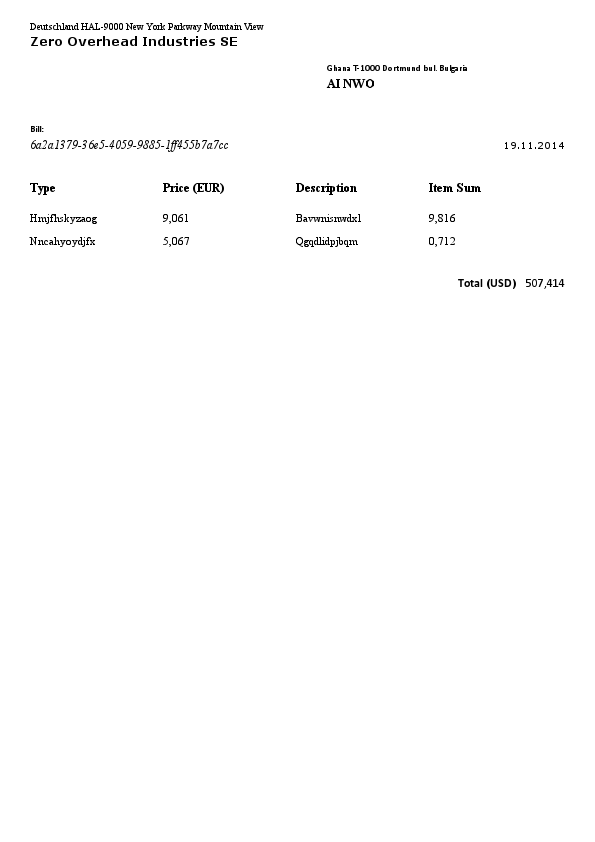 Deutschland HAL-9000 New York Parkway Mountain View
Zero Overhead Industries SE
Ghana T-1000 Dortmund bul. Bulgaria
AI NWO
Bill:
6a2a1379-36e5-4059-9885-1ff455b7a7cc 19.11.2014
Type Price (EUR) Description Item Sum
Hmjfhskyzaog 9,061 Bavwnisnwdxl 9,816
Nncahyoydjfx 5,067 Qgqdlidpjbqm 0,712
Total (USD) 507,414